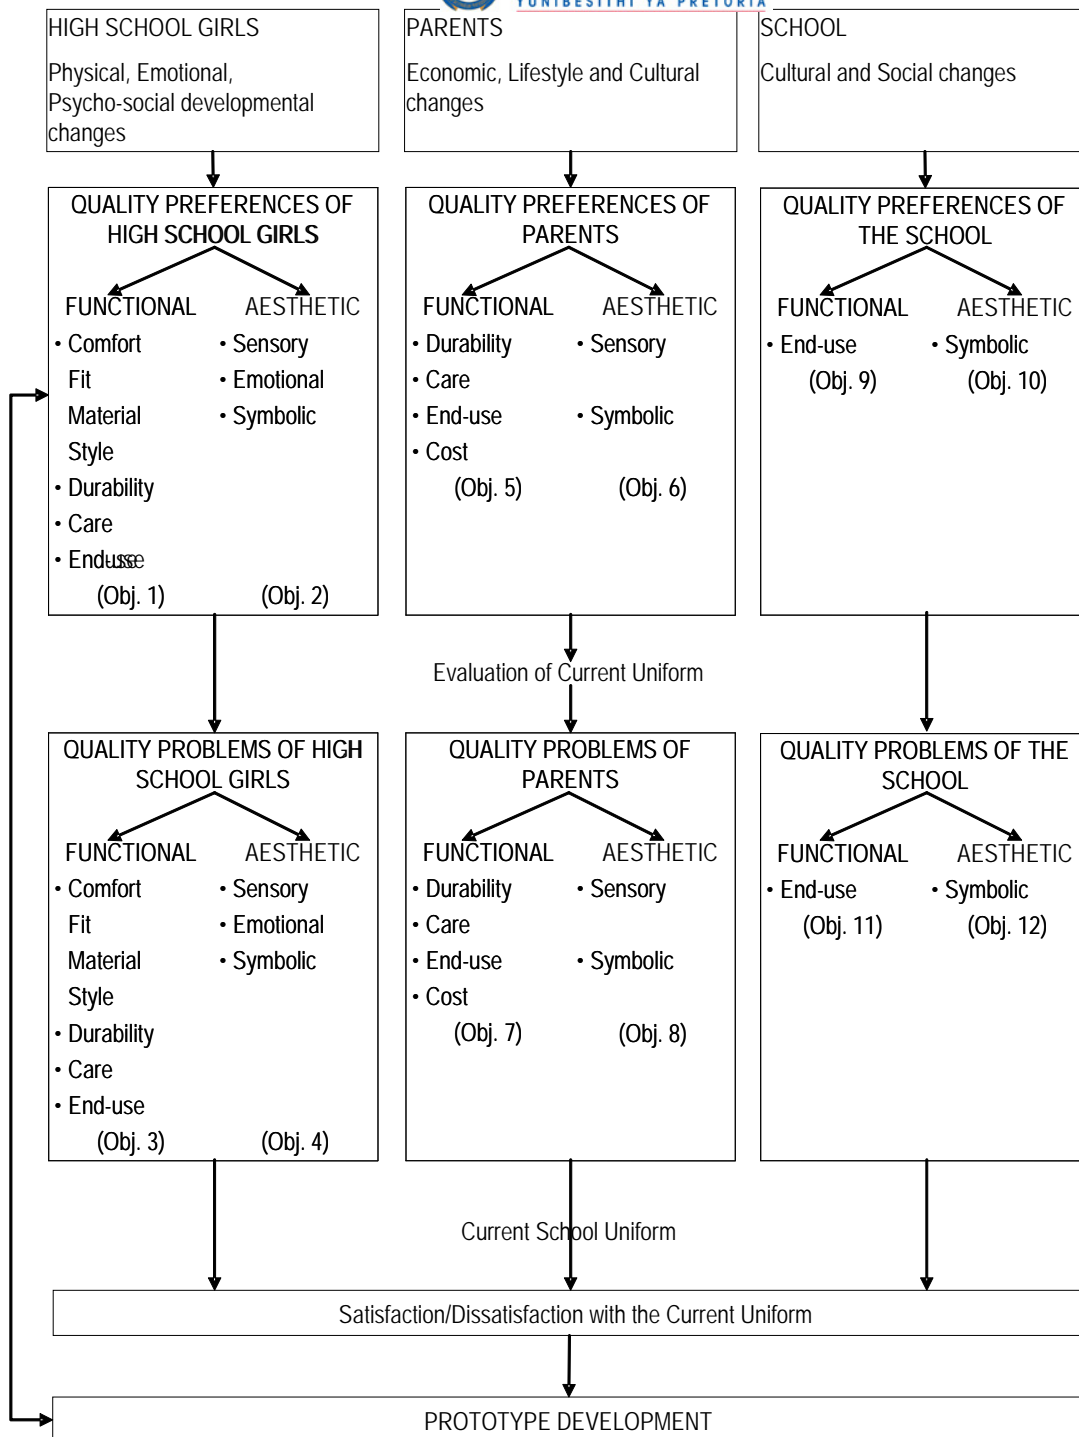 YUNIBESITHI YA PRETORIA
HIGH SCHOOL GIRLS
Physical, Emotional,
Psycho-social developmental
changes
PARENTS
Economic, Lifestyle and Cultural
changes
SCHOOL
Cultural and Social changes
QUALITY PREFERENCES OF
HIGH SCHOOL GIRLS
FUNCTIONAL
• Comfort
Fit
Material
Style
• Durability
• Care
• End-use
(Obj. 1)
AESTHETIC
• Sensory
• Emotional
• Symbolic
(Obj. 2)
QUALITY PREFERENCES OF
PARENTS
FUNCTIONAL
• Durability
• Care
• End-use
• Cost
(Obj. 5)
AESTHETIC
• Sensory
• Symbolic
(Obj. 6)
QUALITY PREFERENCES OF
THE SCHOOL
FUNCTIONAL
• End-use
(Obj. 9)
AESTHETIC
• Symbolic
(Obj. 10)
Evaluation of Current Uniform
QUALITY PROBLEMS OF HIGH
SCHOOL GIRLS
FUNCTIONAL
• Comfort
Fit
Material
Style
• Durability
• Care
• End-use
(Obj. 3)
AESTHETIC
• Sensory
• Emotional
• Symbolic
(Obj. 4)
QUALITY PROBLEMS OF
PARENTS
FUNCTIONAL
• Durability
• Care
• End-use
• Cost
(Obj. 7)
AESTHETIC
• Sensory
• Symbolic
(Obj. 8)
QUALITY PROBLEMS OF THE
SCHOOL
FUNCTIONAL
• End-use
(Obj. 11)
AESTHETIC
• Symbolic
(Obj. 12)
Current School Uniform
Satisfaction/Dissatisfaction with the Current Uniform
PROTOTYPE DEVELOPMENT